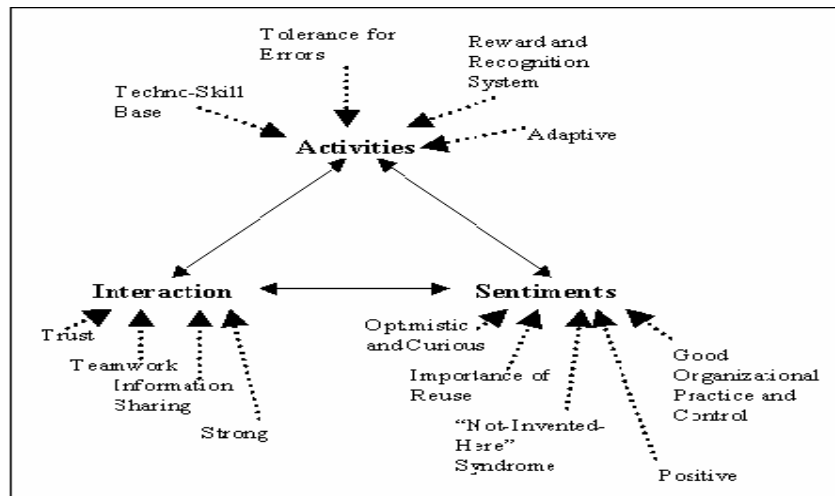 Tolerance for
Errors
Reward and
Recognition
System
Techno-Skill
Base
Adaptive
Activities
Interaction
Sentiments
Trust
Teamwork
Information
Sharing
Strong
Optimistic
and Curious
Importance of
Reuse
“Not-Invented-
Here”
Syndrome
Positive
Good
Organizational
Practice and
Control